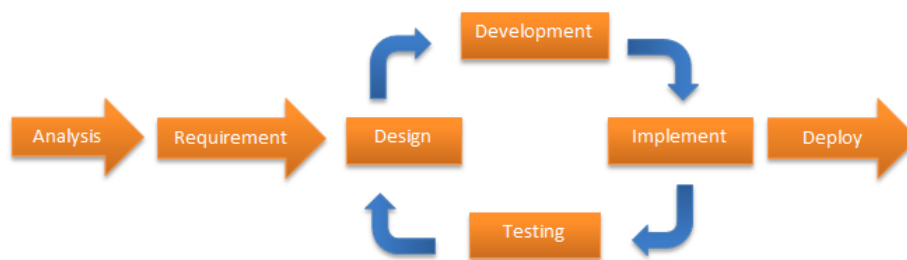 Development
Analysis
Requirement
Design
Implement
Deploy
Testing